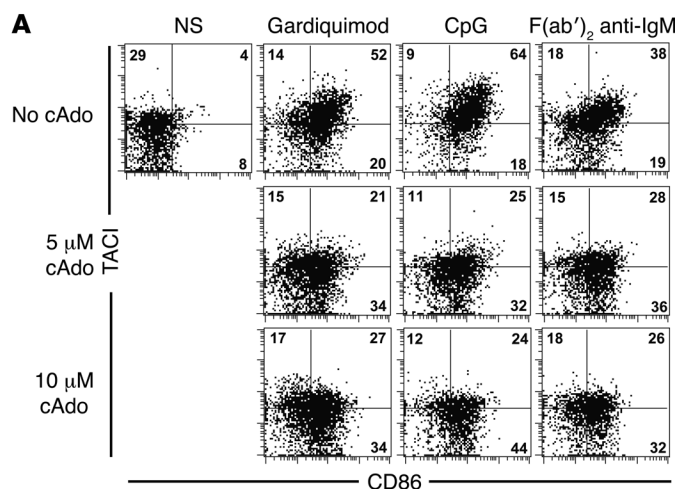 A
NS Gardiquimod CpG F(ab′)₂ anti-IgM
No cAdo
29 4 8
14 52 20
9 64 18
18 38 19
TACI
5 μM
cAdo
15 21 34
11 25 32
15 28 36
10 μM
cAdo
17 27 34
12 24 44
18 26 32
CD86